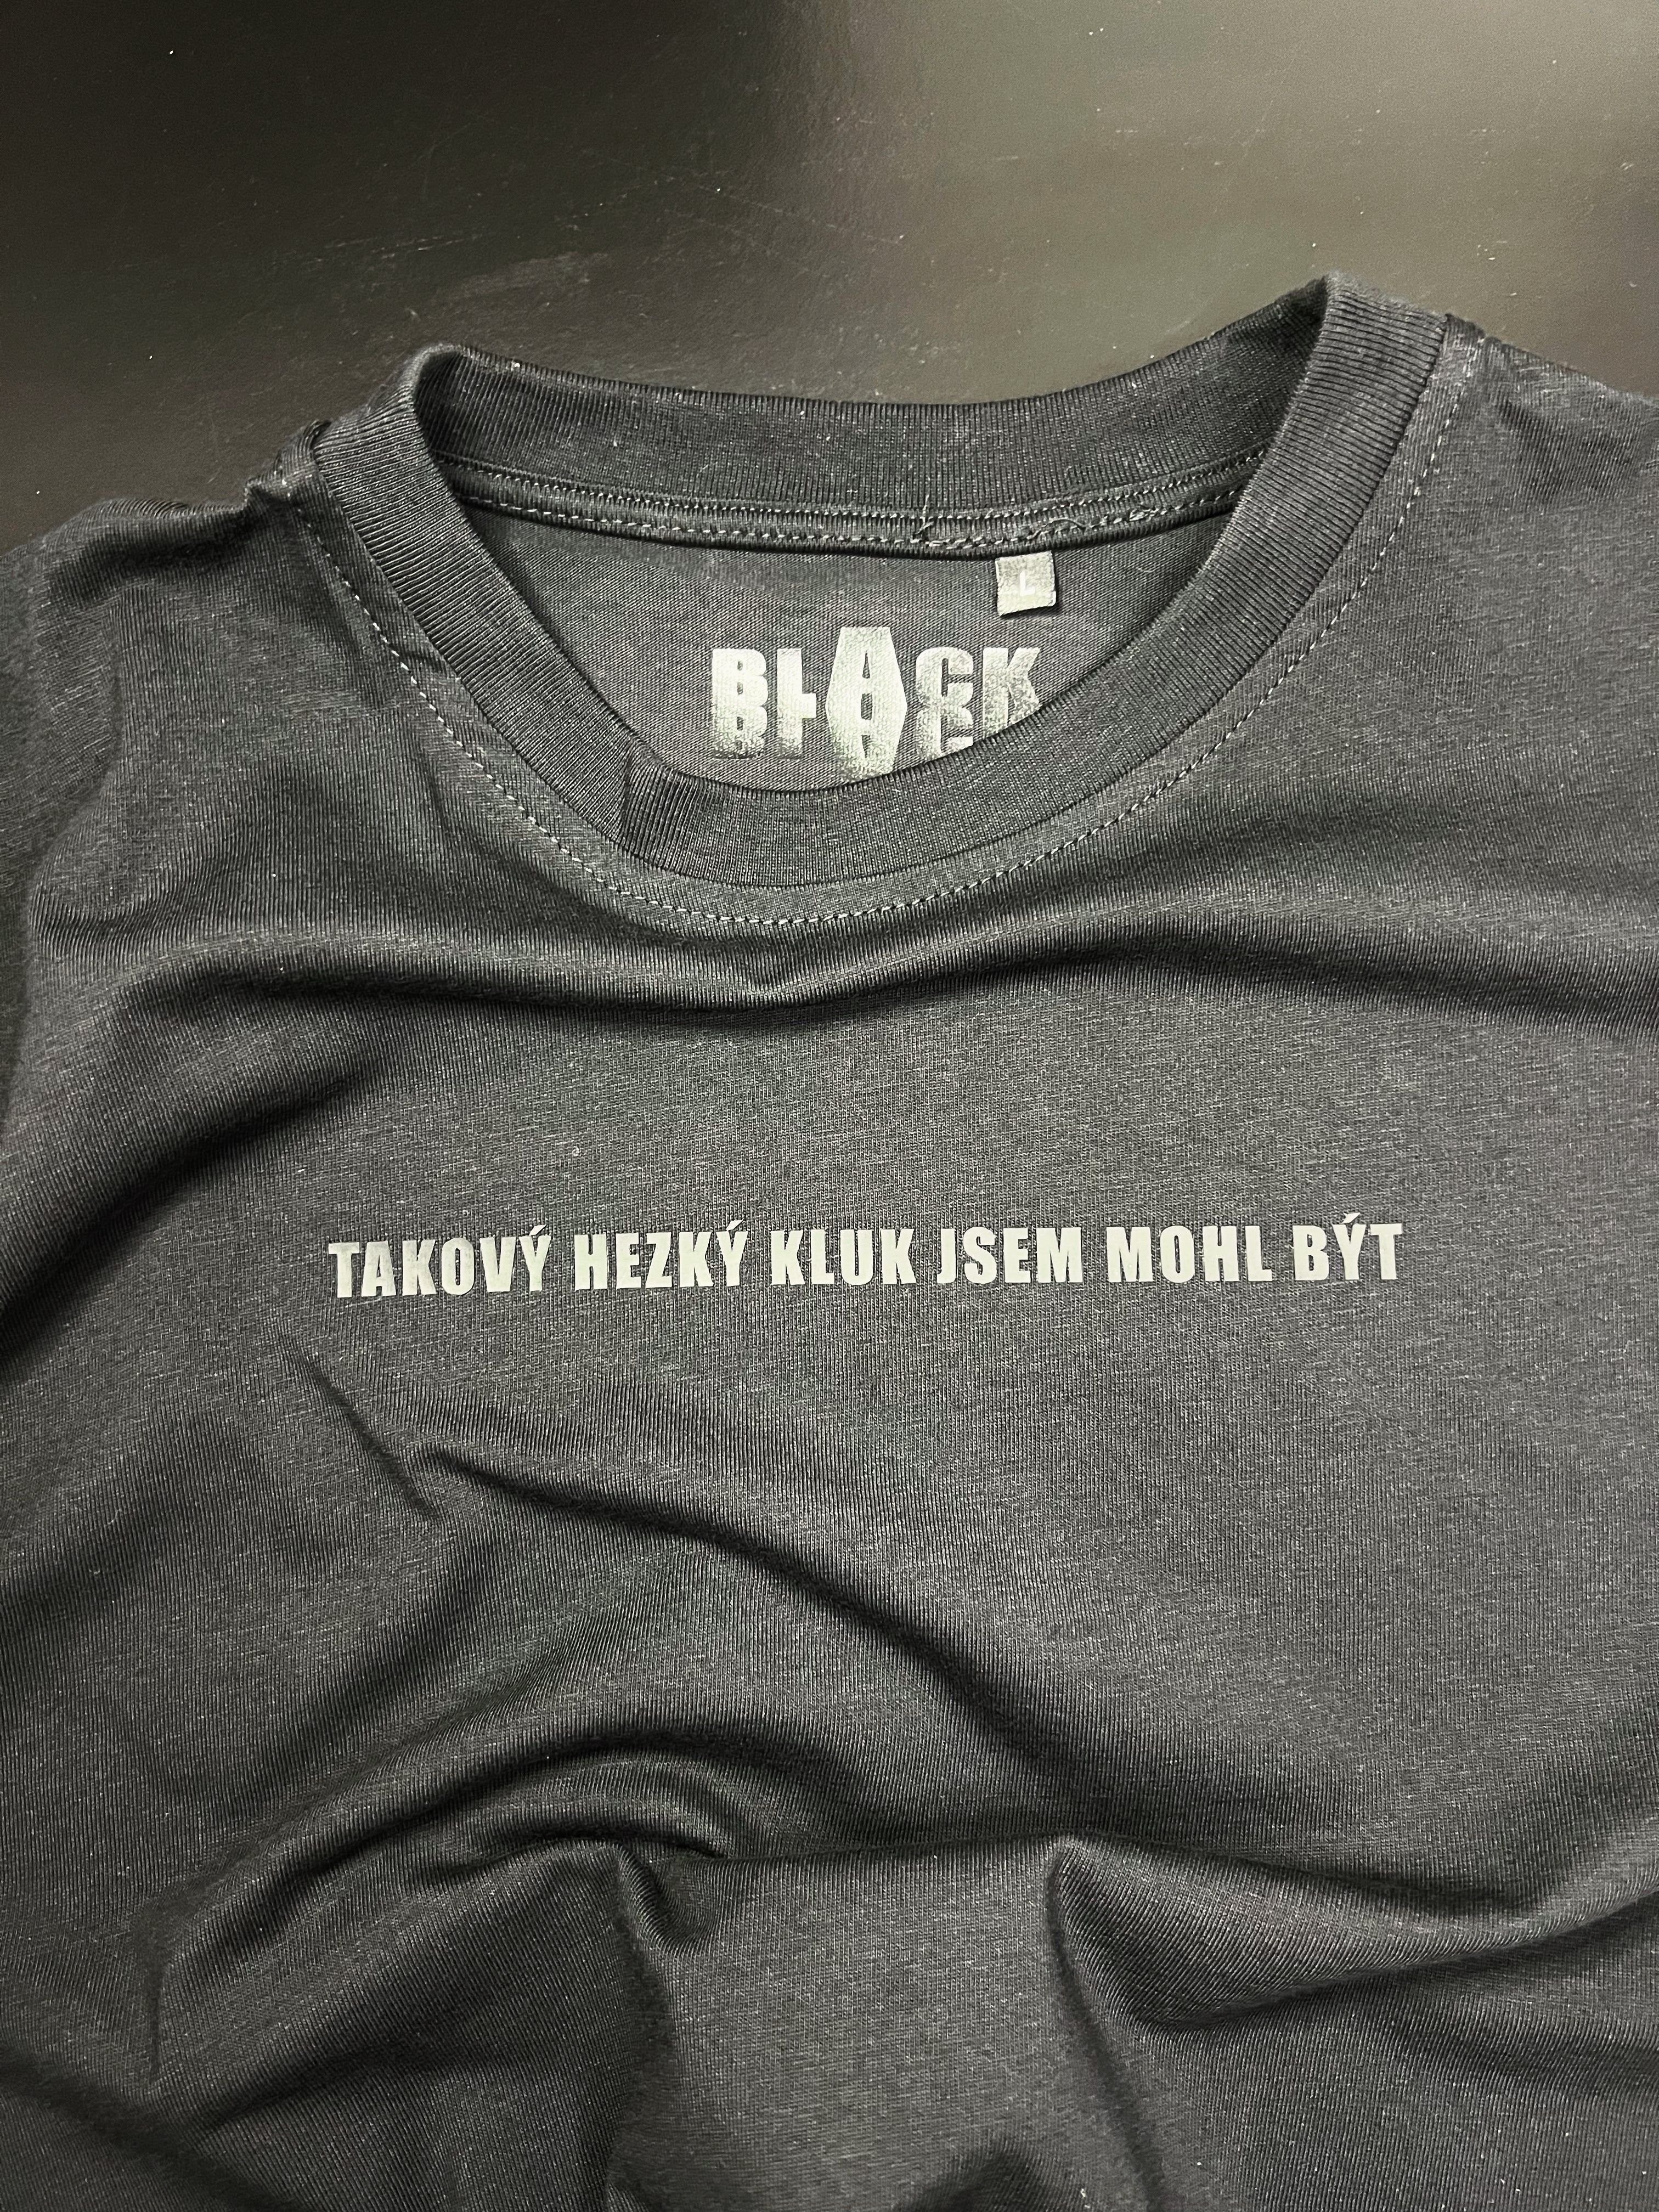 L
BLACK
TAKOVÝ HEZKÝ KLUK JSEM MOHL BÝT